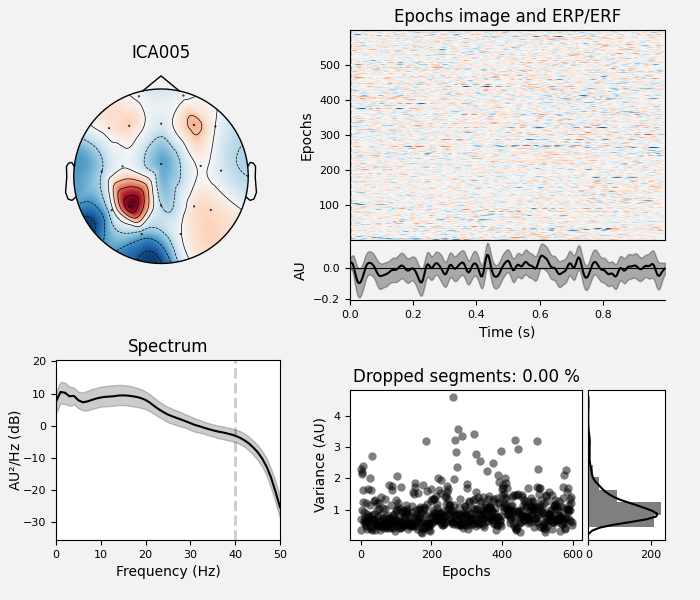 ICA005
Epochs image and ERP/ERF
Epochs
500
400
300
200
100
AU
0.0
−0.2
0.0 0.2 0.4 0.6 0.8
Time (s)
Spectrum
AU²/Hz (dB)
20
10
0
−10
−20
−30
0 10 20 30 40 50
Frequency (Hz)
Dropped segments: 0.00 %
Variance (AU)
4
3
2
1
0 200 400 600
Epochs
0 200